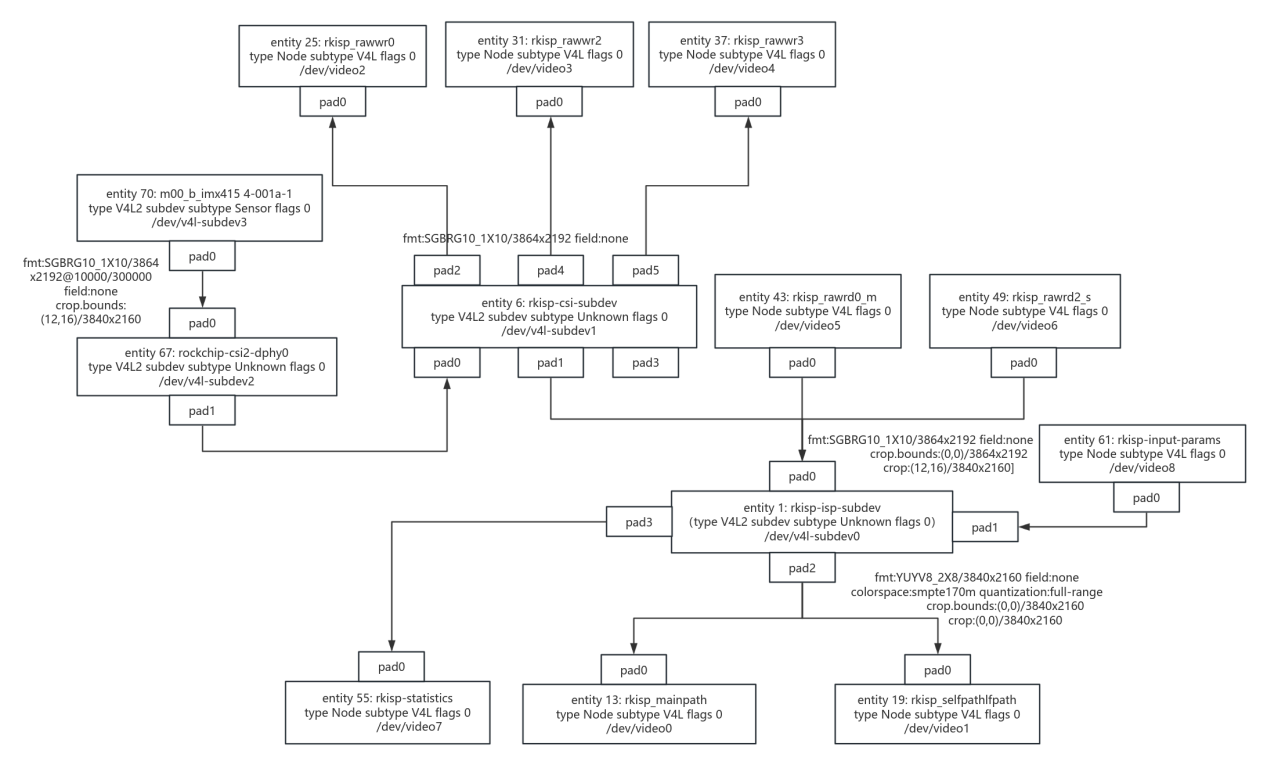 entity 25: rkisp_rawwr0
type Node subtype V4L flags 0
/dev/video2
pad0
entity 31: rkisp_rawwr2
type Node subtype V4L flags 0
/dev/video3
pad0
entity 37: rkisp_rawwr3
type Node subtype V4L flags 0
/dev/video4
pad0
entity 70: m00_b_imx415 4-001a-1
type V4L2 subdev subtype Sensor flags 0
/dev/v4l-subdev3
pad0
fmt:SGBRG10_1X10/3864
x2192@10000/300000
field:none
crop.bounds:
(12,16)/3840x2160
pad0
entity 67: rockchip-csi2-dphy0
type V4L2 subdev subtype Unknown flags 0
/dev/v4l-subdev2
pad1
fmt:SGBRG10_1X10/3864x2192 field:none
pad2
pad4
pad5
entity 6: rkisp-csi-subdev
type V4L2 subdev subtype Unknown flags 0
/dev/v4l-subdev1
pad0
pad1
pad3
entity 43: rkisp_rawrd0_m
type Node subtype V4L flags 0
/dev/video5
pad0
entity 49: rkisp_rawrd2_s
type Node subtype V4L flags 0
/dev/video6
pad0
fmt:SGBRG10_1X10/3864x2192 field:none
crop.bounds:(0,0)/3864x2192
crop:(12,16)/3840x2160]
entity 61: rkisp-input-params
type Node subtype V4L flags 0
/dev/video8
pad0
pad0
pad3
entity 1: rkisp-isp-subdev
(type V4L2 subdev subtype Unknown flags 0)
/dev/v4l-subdev0
pad1
pad2
fmt:YUYV8_2X8/3840x2160 field:none
colorspace:smpte170m quantization:full-range
crop.bounds:(0,0)/3840x2160
crop:(0,0)/3840x2160
pad0
entity 55: rkisp-statistics
type Node subtype V4L flags 0
/dev/video7
pad0
entity 13: rkisp_mainpath
type Node subtype V4L flags 0
/dev/video0
pad0
entity 19: rkisp_selfpathlfpath
type Node subtype V4L flags 0
/dev/video1